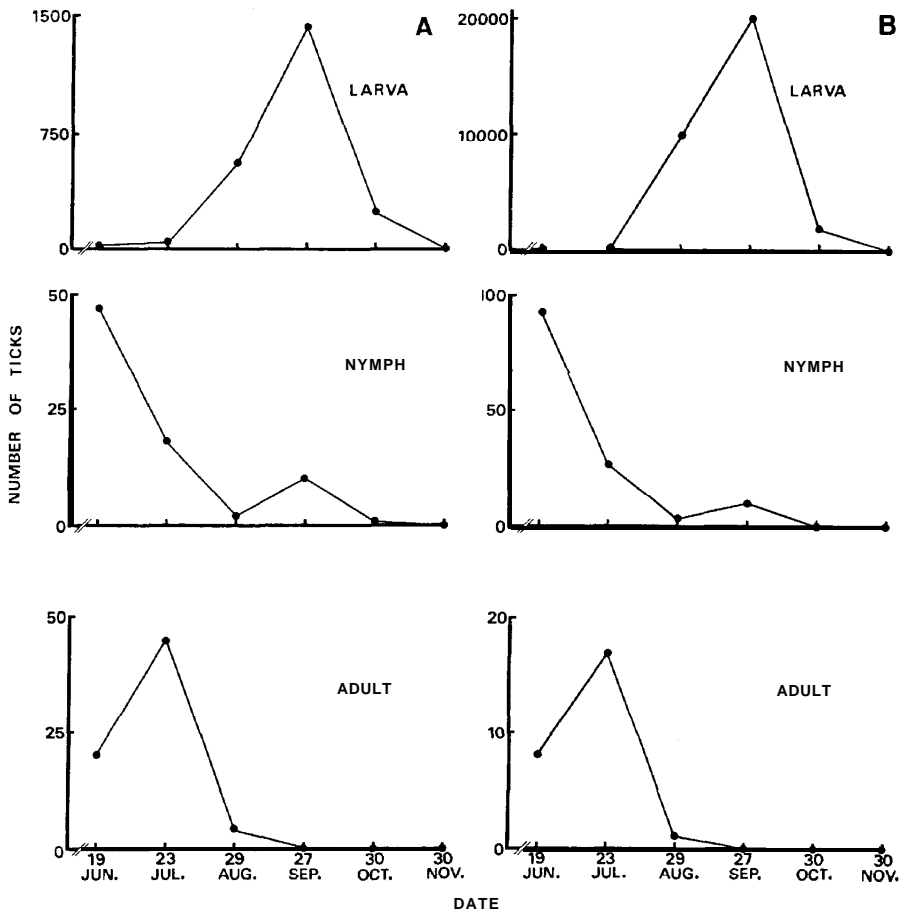 A
1500
750
0
LARVA
B
20000
10000
0
LARVA
NUMBER OF TICKS
50
25
0
NYMPH
100
50
0
NYMPH
50
25
0
ADULT
20
10
0
ADULT
19 23 29 27 30 30
JUN. JUL. AUG. SEP. OCT. NOV.
19 23 29 27 30 30
JUN. JUL. AUG. SEP. OCT. NOV.
DATE